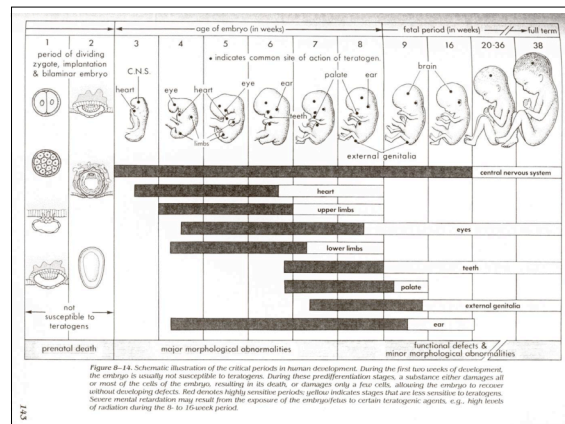 age of embryo (in weeks)
fetal period (in weeks)
full term
1 2 3 4 5 6 7 8 9 16 20-36 38
period of dividing
zygote, implantation
& bilaminar embryo
• indicates common site of action of teratogen.
C.N.S.
heart
eye
heart
limbs
eye
ear
teeth
palate
ear
external genitalia
brain
central nervous system
heart
upper limbs
eyes
lower limbs
teeth
palate
external genitalia
ear
not
susceptible to
teratogens
prenatal death
major morphological abnormalities
functional defects &
minor morphological abnormalities
Figure 8–14. Schematic illustration of the critical periods in human development. During the first two weeks of development,
the embryo is usually not susceptible to teratogens. During these predifferentiation stages, a substance either damages all
or most of the cells of the embryo, resulting in its death, or damages only a few cells, allowing the embryo to recover
without developing defects. Red denotes highly sensitive periods; yellow indicates stages that are less sensitive to teratogens.
Severe mental retardation may result from the exposure of the embryo/fetus to certain teratogenic agents, e.g., high levels
of radiation during the 8- to 16-week period.
143